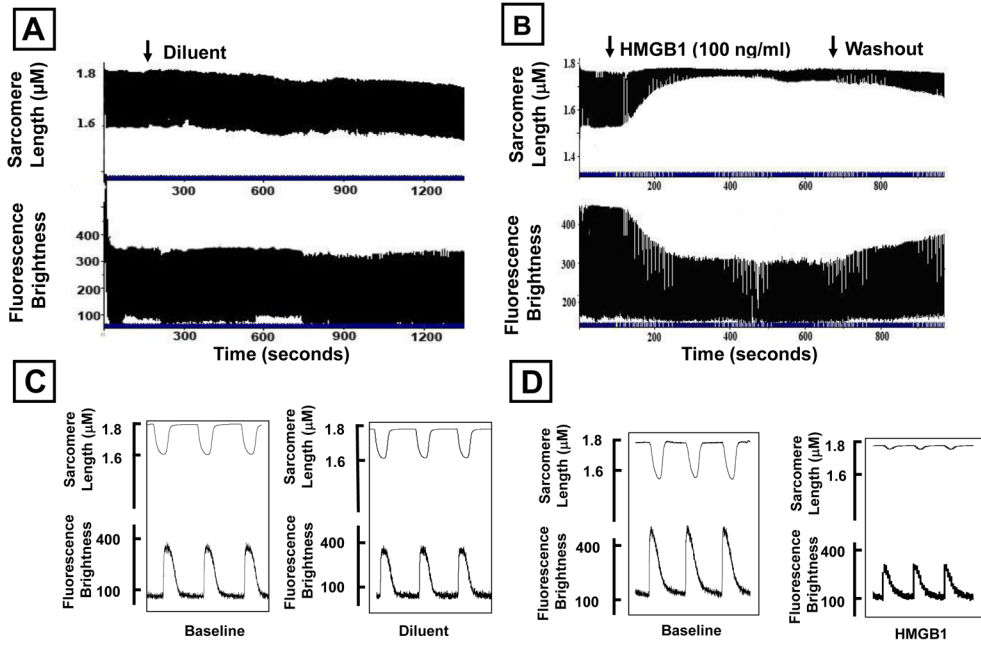 A
Diluent
Sarcomere
Length (μM)
1.8
1.6
300
600
900
1200
Fluorescence
Brightness
400
300
200
100
300
600
900
1200
Time (seconds)
B
HMGB1 (100 ng/ml)
Washout
Sarcomere
Length (μM)
1.8
1.6
1.4
200
400
600
800
Fluorescence
Brightness
400
300
200
200
400
600
800
Time (seconds)
C
Sarcomere
Length (μM)
1.8
1.6
Fluorescence
Brightness
400
100
Baseline
Sarcomere
Length (μM)
1.8
1.6
Fluorescence
Brightness
400
100
Diluent
D
Sarcomere
Length (μM)
1.8
1.6
Fluorescence
Brightness
400
100
Baseline
Sarcomere
Length (μM)
1.8
1.6
Fluorescence
Brightness
400
100
HMGB1